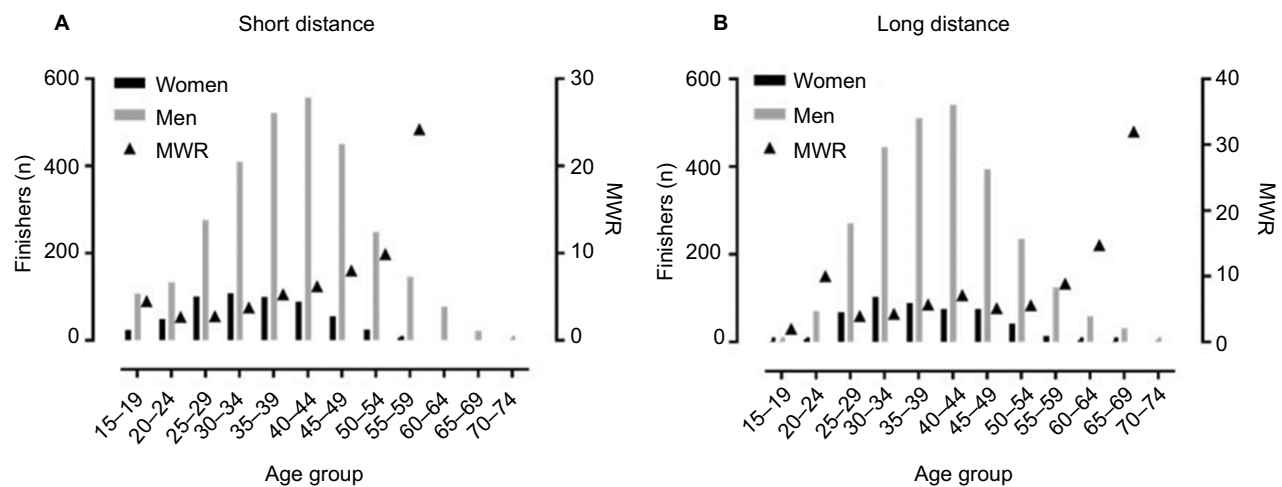 A Short distance
600
400
200
0
Finishers (n)
Women
Men
MWR
30
20
10
0
MWR
15–19
20–24
25–29
30–34
35–39
40–44
45–49
50–54
55–59
60–64
65–69
70–74
Age group
B Long distance
600
400
200
0
Finishers (n)
Women
Men
MWR
40
30
20
10
0
MWR
15–19
20–24
25–29
30–34
35–39
40–44
45–49
50–54
55–59
60–64
65–69
70–74
Age group